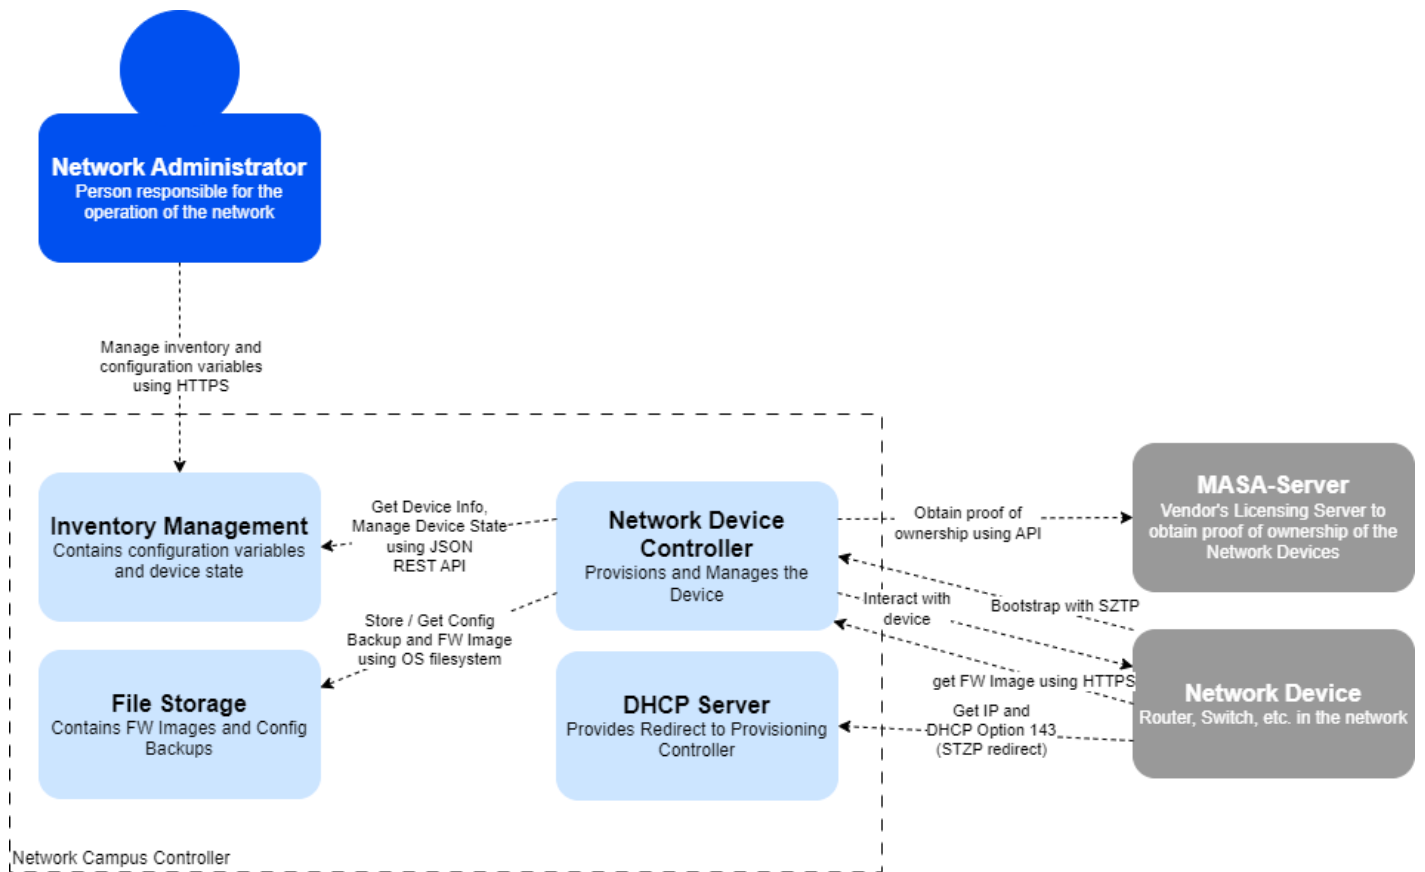 Network Administrator
Person responsible for the
operation of the network
Manage inventory and
configuration variables
using HTTPS
Inventory Management
Contains configuration variables
and device state
Get Device Info,
Manage Device State
using JSON
REST API
Network Device
Controller
Provisions and Manages the
Device
Obtain proof of
ownership using API
MASA-Server
Vendor's Licensing Server to
obtain proof of ownership of the
Network Devices
Store / Get Config
Backup and FW Image
using OS filesystem
Interact with
device
Bootstrap with SZTP
get FW Image using HTTPS
File Storage
Contains FW Images and Config
Backups
DHCP Server
Provides Redirect to Provisioning
Controller
Get IP and
DHCP Option 143
(STZP redirect)
Network Device
Router, Switch, etc. in the network
Network Campus Controller